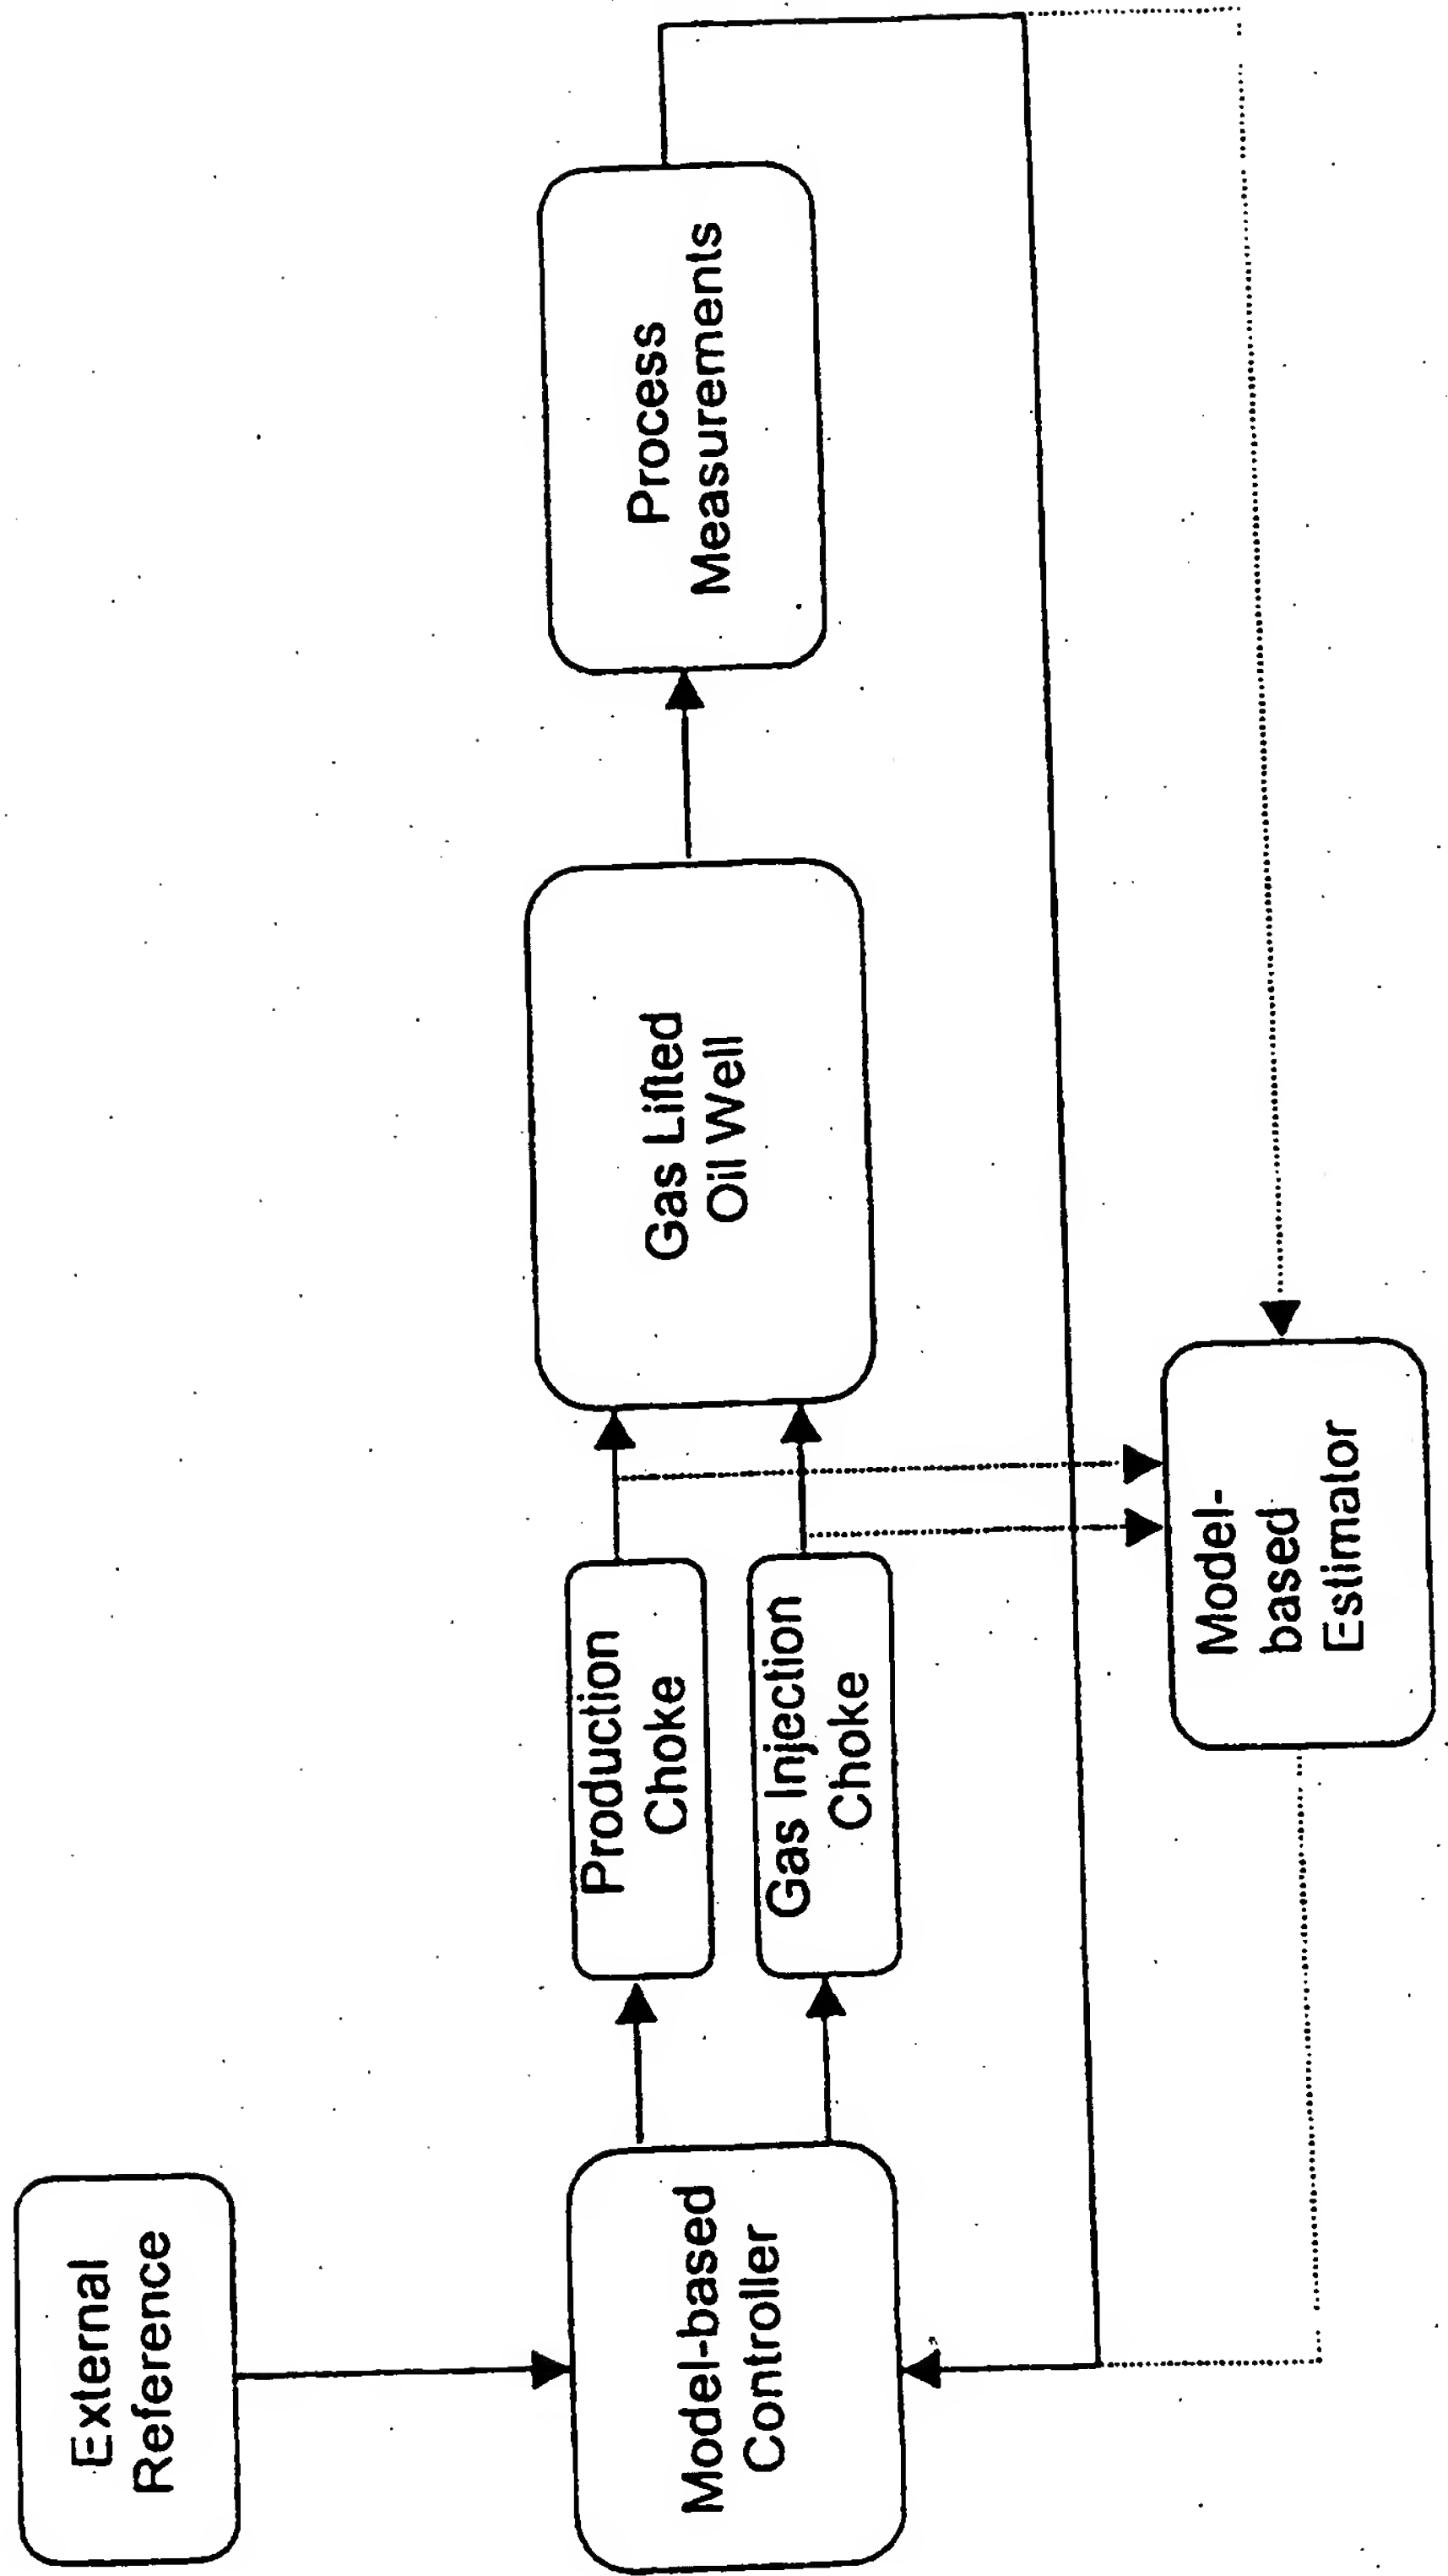 External
Reference
Model-based
Controller
Production
Choke
Gas Injection
Choke
Gas Lifted
Oil Well
Process
Measurements
Model-
based
Estimator